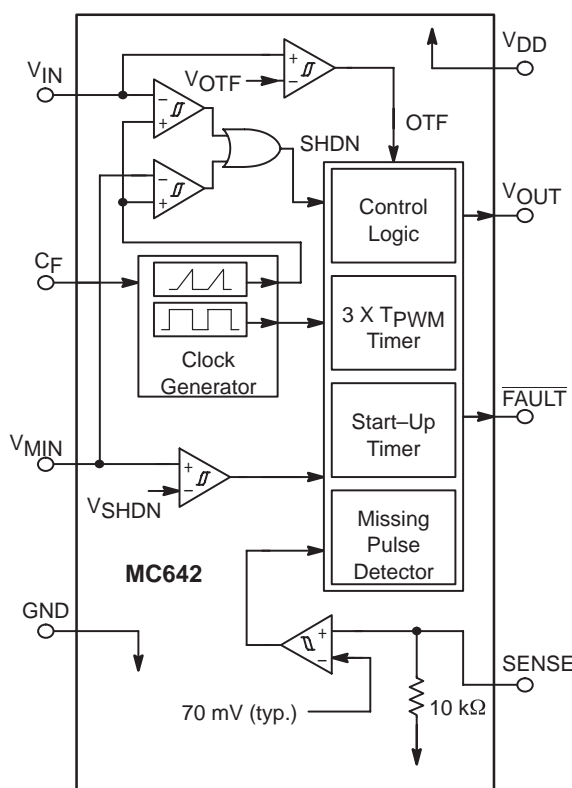 VDD
VIN
VOTF
+
−
OTF
−
+
SHDN
−
+
Control
Logic
VOUT
CF
3 X TPWM
Timer
Clock
Generator
Start–Up
Timer
FAULT
VMIN
+
−
VSHDN
Missing
Pulse
Detector
MC642
GND
+
−
SENSE
70 mV (typ.)
10 kΩ